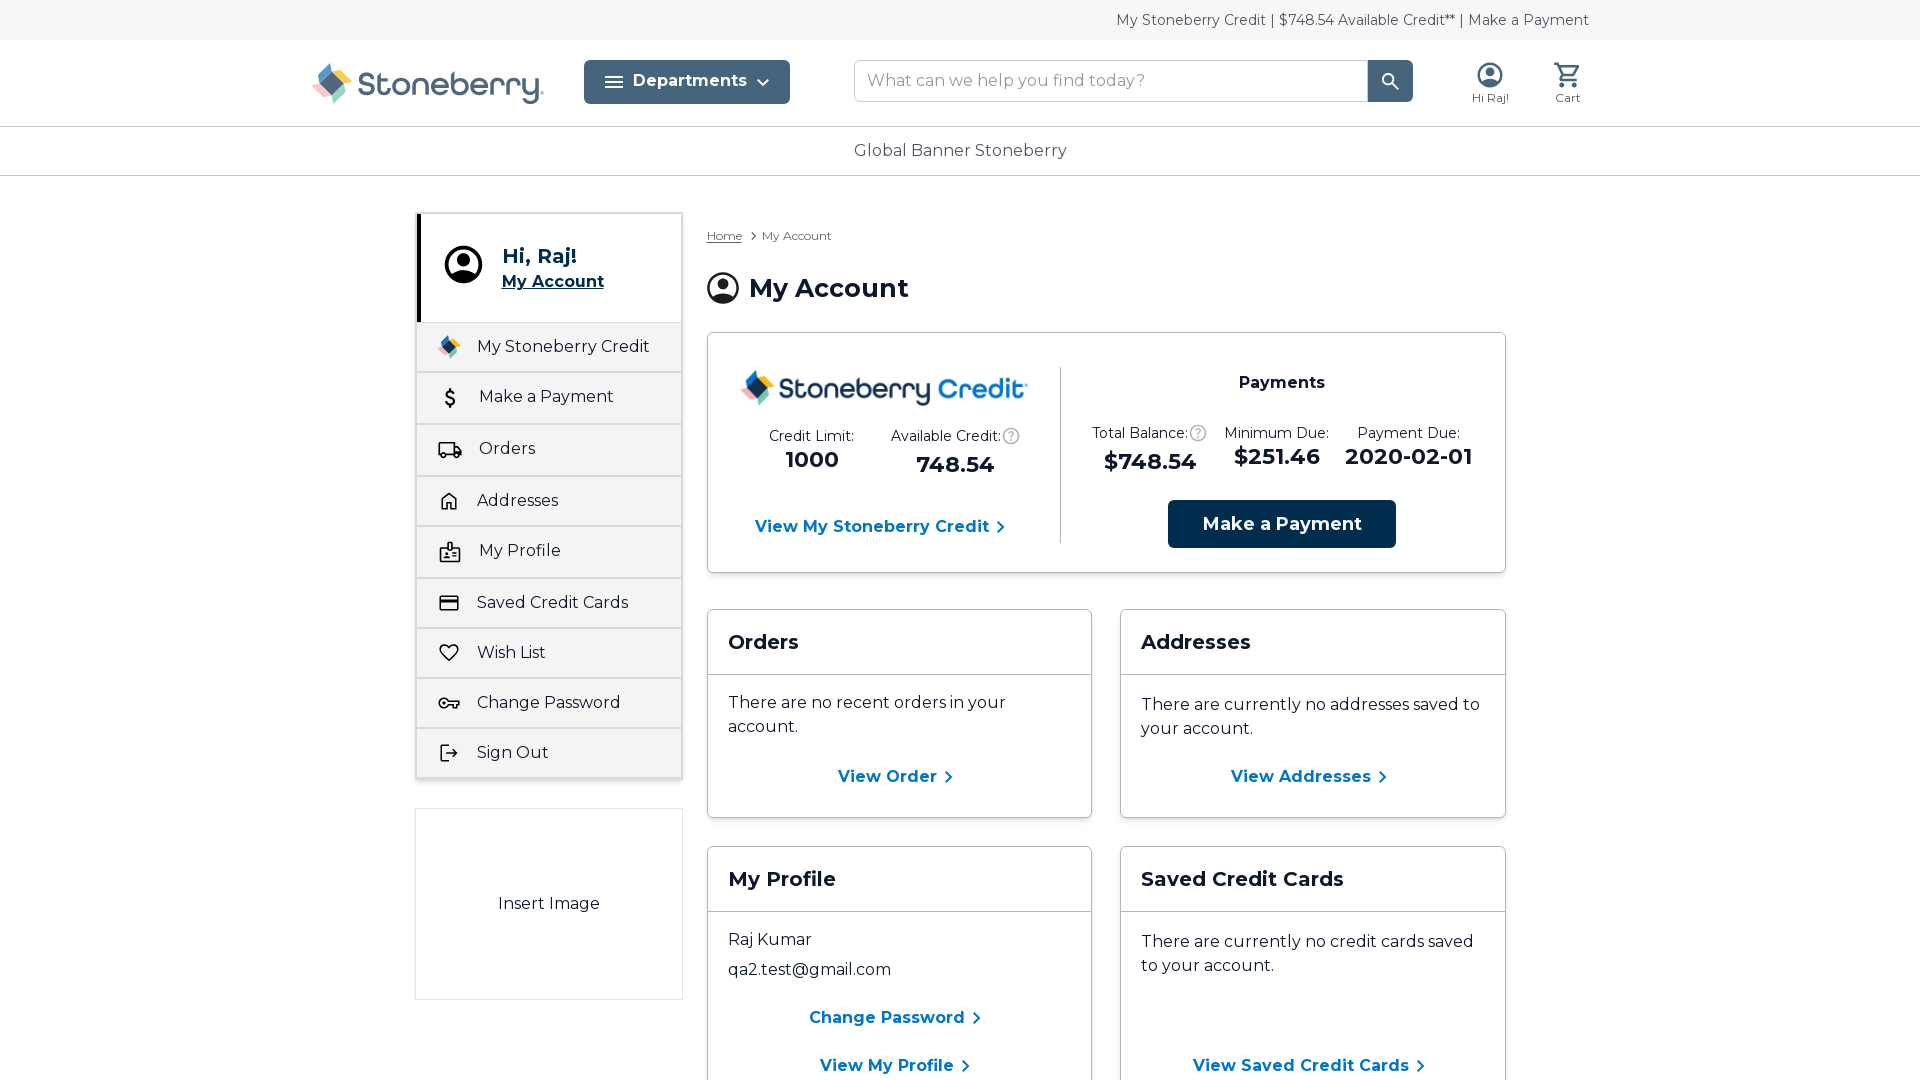 My Stoneberry Credit | $748.54 Available Credit** | Make a Payment
Stoneberry
Departments
What can we help you find today?
Hi Raj!
Cart
Global Banner Stoneberry
Hi, Raj!
My Account
My Stoneberry Credit
Make a Payment
Orders
Addresses
My Profile
Saved Credit Cards
Wish List
Change Password
Sign Out
Insert Image
Home > My Account
My Account
Stoneberry Credit
Credit Limit:
1000
Available Credit:
748.54
View My Stoneberry Credit
Payments
Total Balance:
$748.54
Minimum Due:
$251.46
Payment Due:
2020-02-01
Make a Payment
Orders
There are no recent orders in your
account.
View Order
Addresses
There are currently no addresses saved to
your account.
View Addresses
My Profile
Raj Kumar
qa2.test@gmail.com
Change Password
View My Profile
Saved Credit Cards
There are currently no credit cards saved
to your account.
View Saved Credit Cards